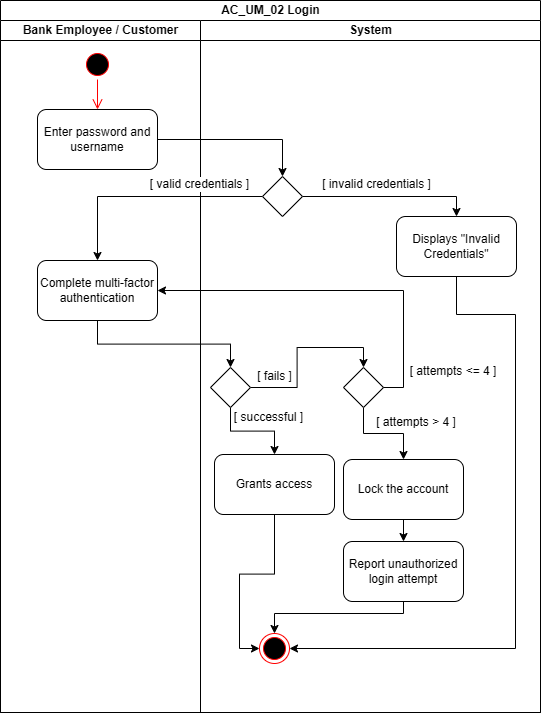 AC_UM_02 Login
Bank Employee / Customer
System
Enter password and
username
[ valid credentials ]
[ invalid credentials ]
Displays "Invalid
Credentials"
Complete multi-factor
authentication
[ fails ]
[ attempts <= 4 ]
[ successful ]
[ attempts > 4 ]
Grants access
Lock the account
Report unauthorized
login attempt